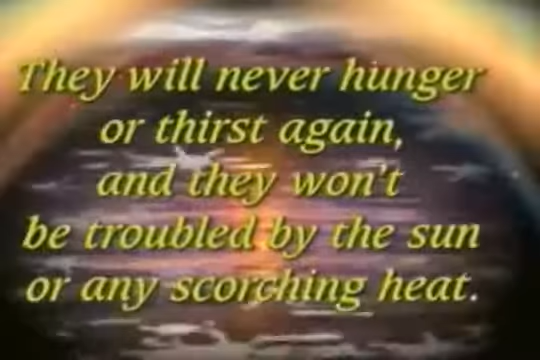 They will never hunger
or thirst again,
and they won't
be troubled by the sun
or any scorching heat.